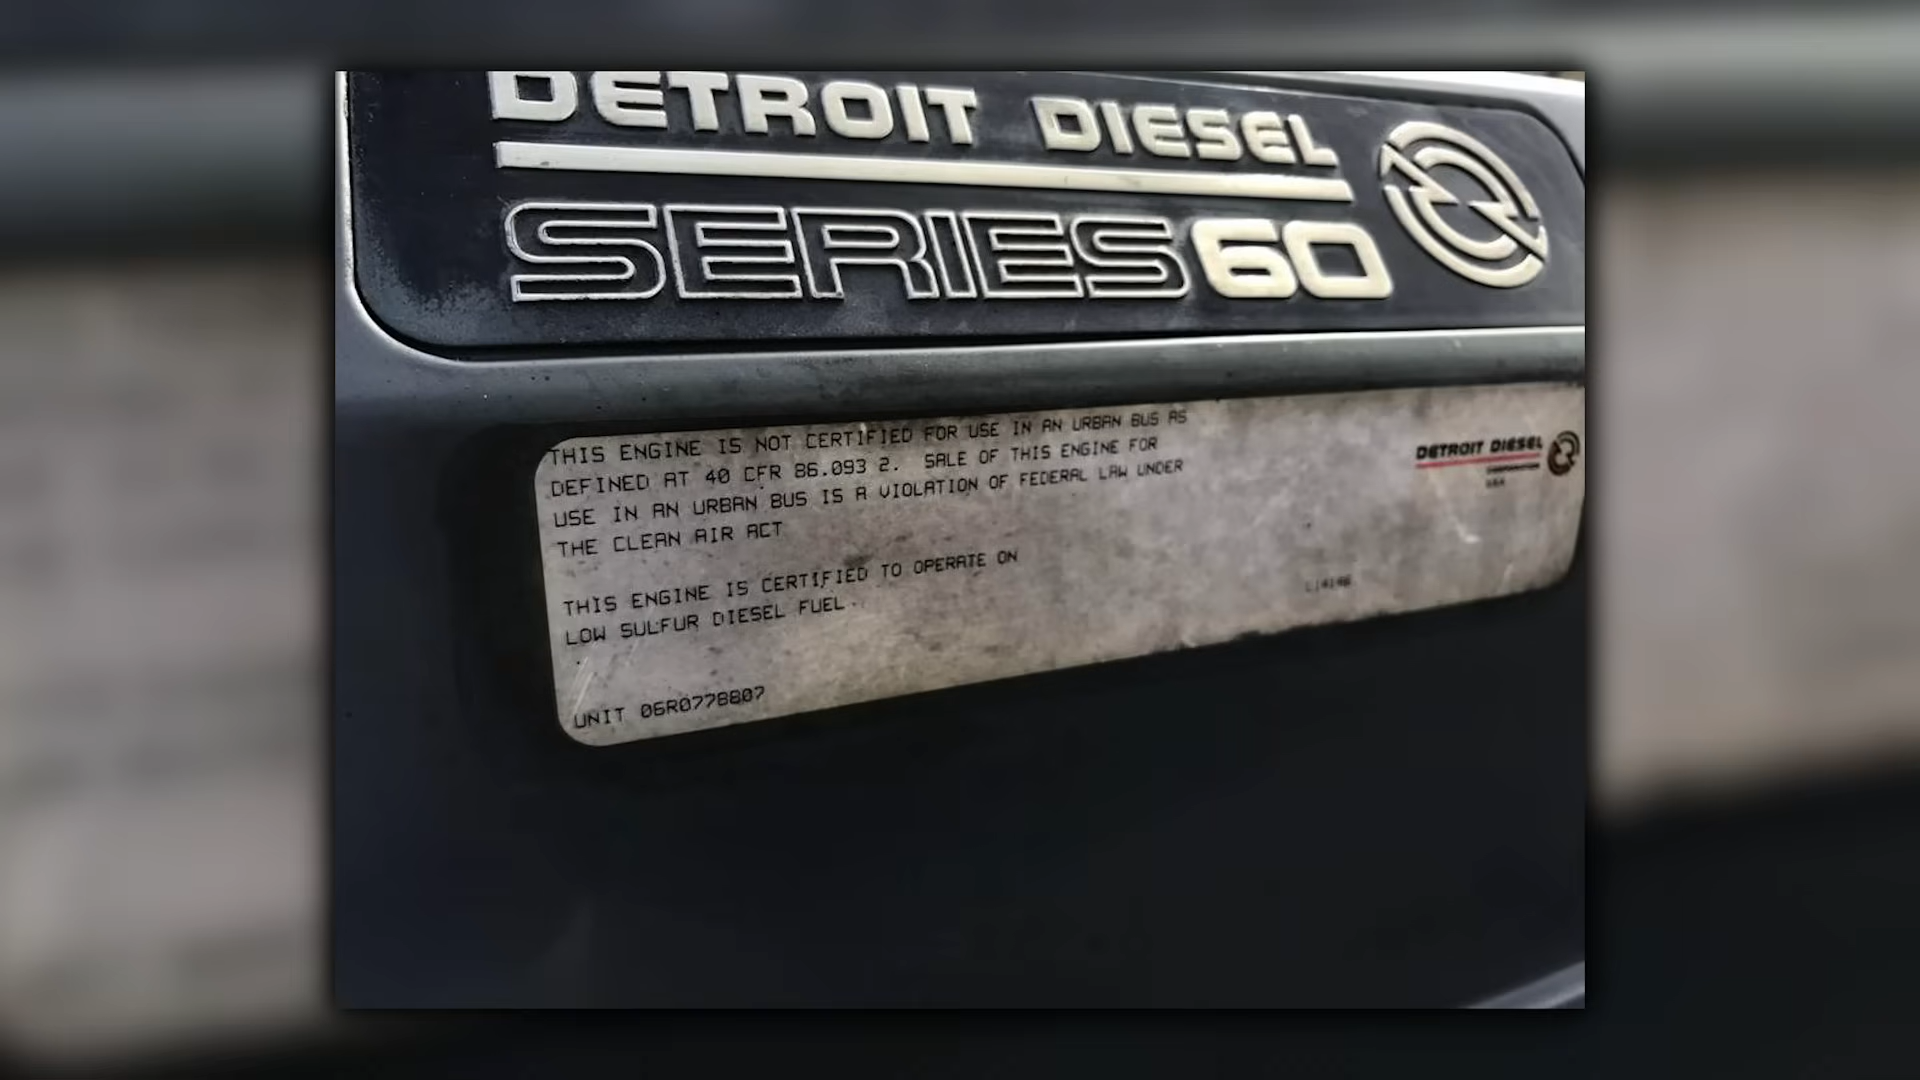 DETROIT DIESEL
SERIES 60
THIS ENGINE IS NOT CERTIFIED FOR USE IN AN URBAN BUS AS
DEFINED AT 40 CFR 86.093 2. SALE OF THIS ENGINE FOR
USE IN AN URBAN BUS IS A VIOLATION OF FEDERAL LAW UNDER
THE CLEAN AIR ACT
THIS ENGINE IS CERTIFIED TO OPERATE ON
LOW SULFUR DIESEL FUEL.
UNIT 06R0778807
DETROIT DIESEL
CORPORATION
USA